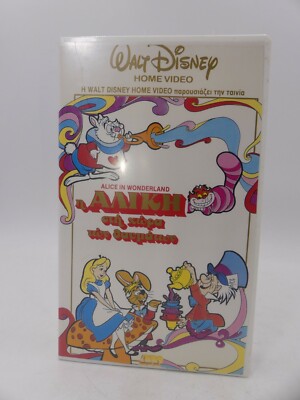 WALT DISNEY
HOME VIDEO
Η WALT DISNEY HOME VIDEO παρουσιάζει την ταινία
ALICE IN WONDERLAND
η ΑΛΙΚΗ
στη χώρα
των θαυμάτων